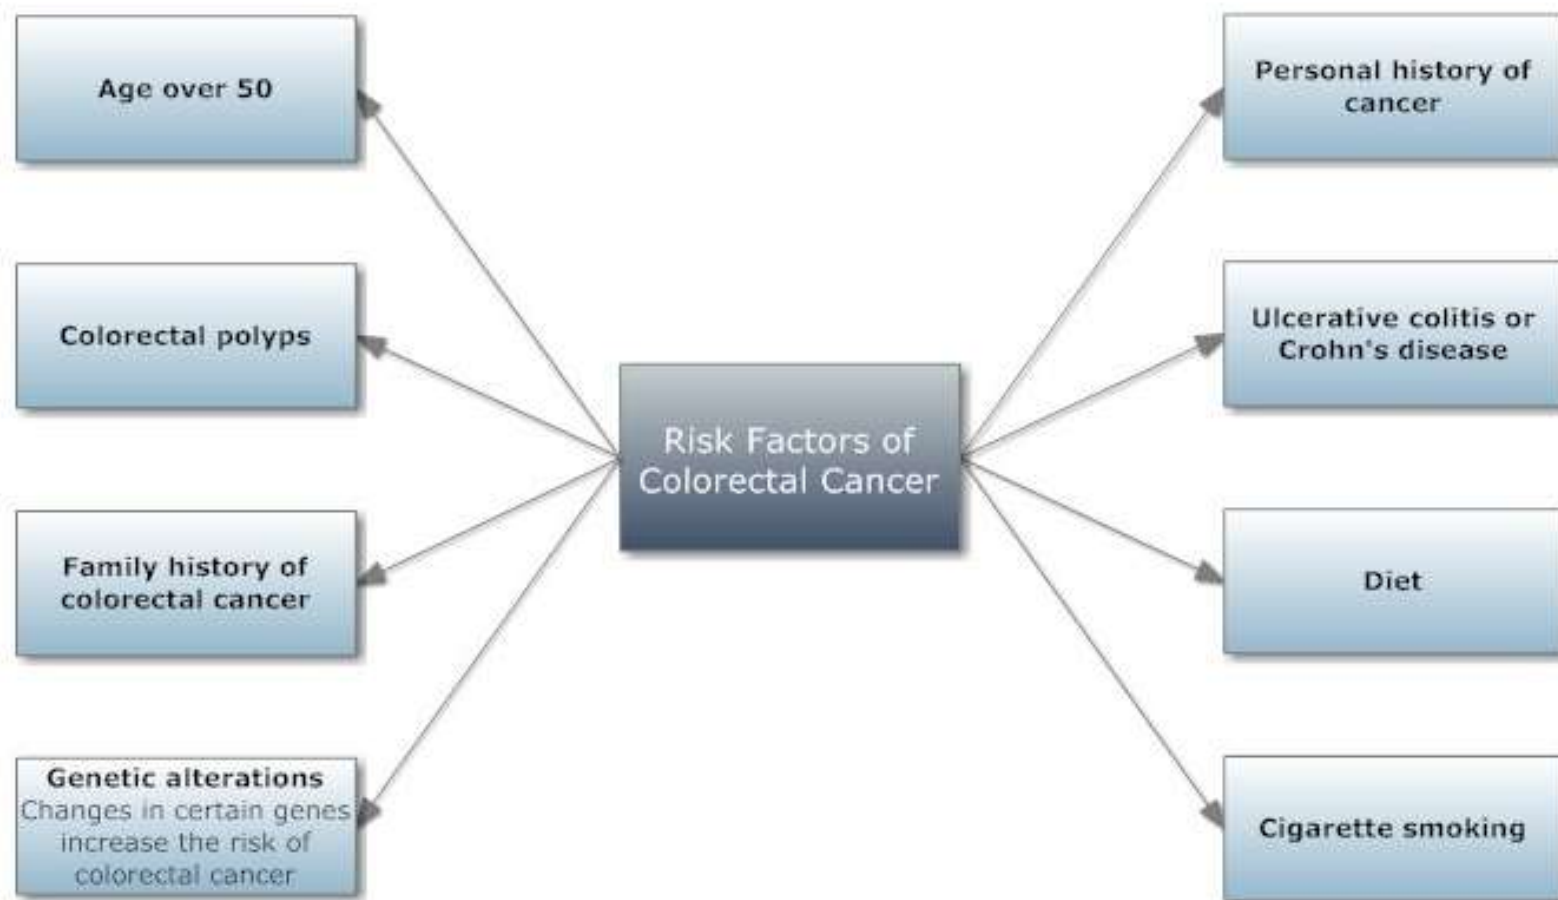 Age over 50
Colorectal polyps
Family history of
colorectal cancer
Genetic alterations
Changes in certain genes
increase the risk of
colorectal cancer
Risk Factors of
Colorectal Cancer
Personal history of
cancer
Ulcerative colitis or
Crohn's disease
Diet
Cigarette smoking